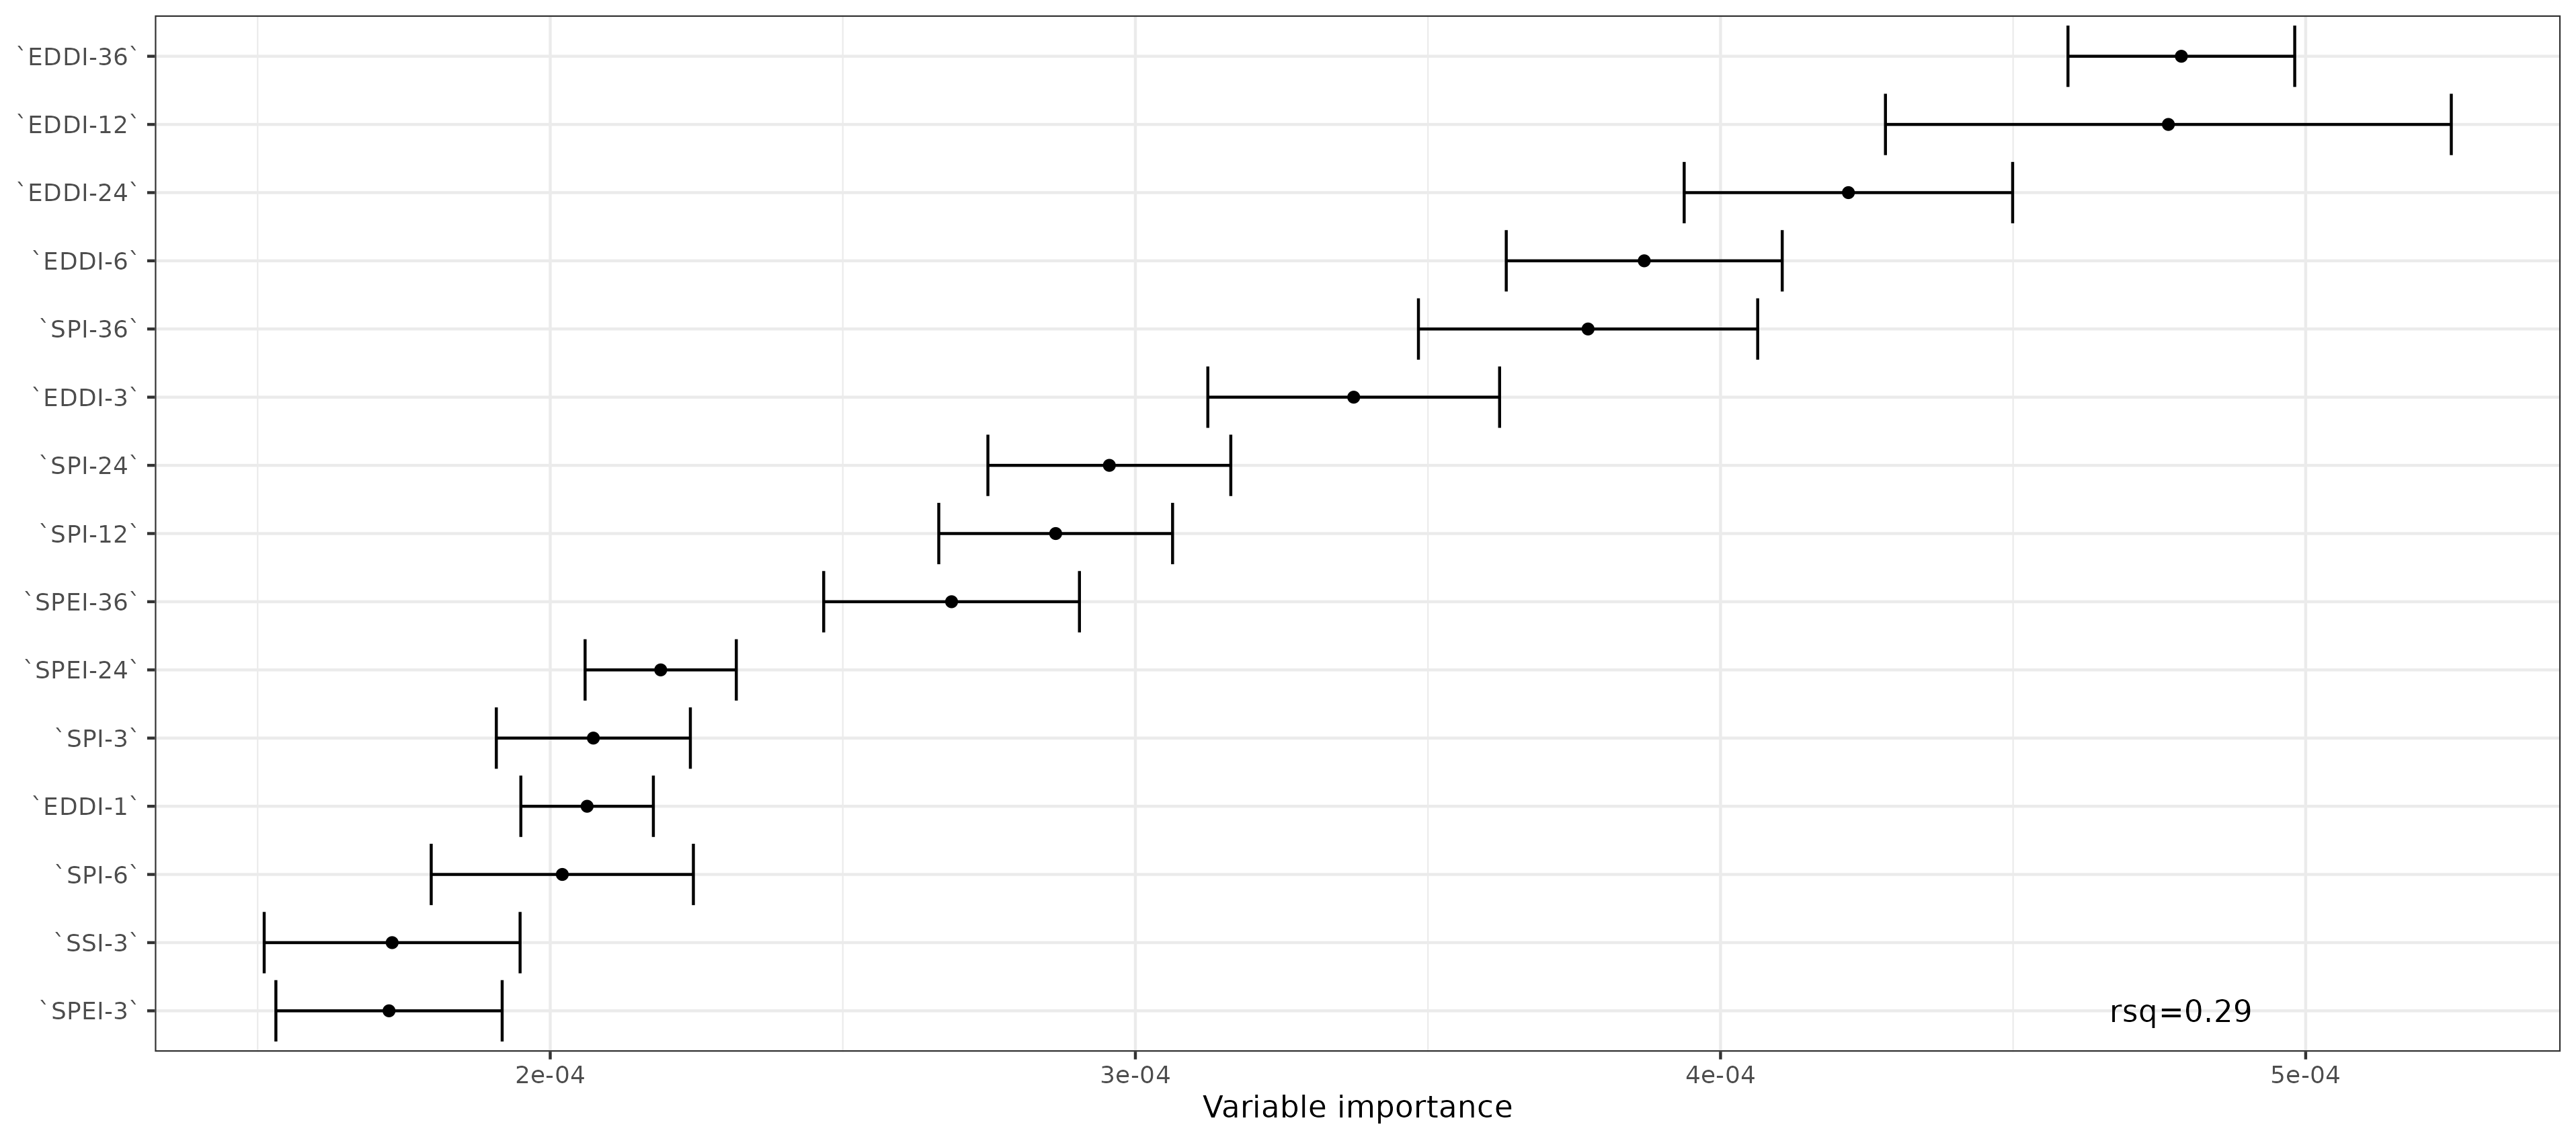 `EDDI-36`
`EDDI-12`
`EDDI-24`
`EDDI-6`
`SPI-36`
`EDDI-3`
`SPI-24`
`SPI-12`
`SPEI-36`
`SPEI-24`
`SPI-3`
`EDDI-1`
`SPI-6`
`SSI-3`
`SPEI-3`
rsq=0.29
2e-04 3e-04 4e-04 5e-04
Variable importance